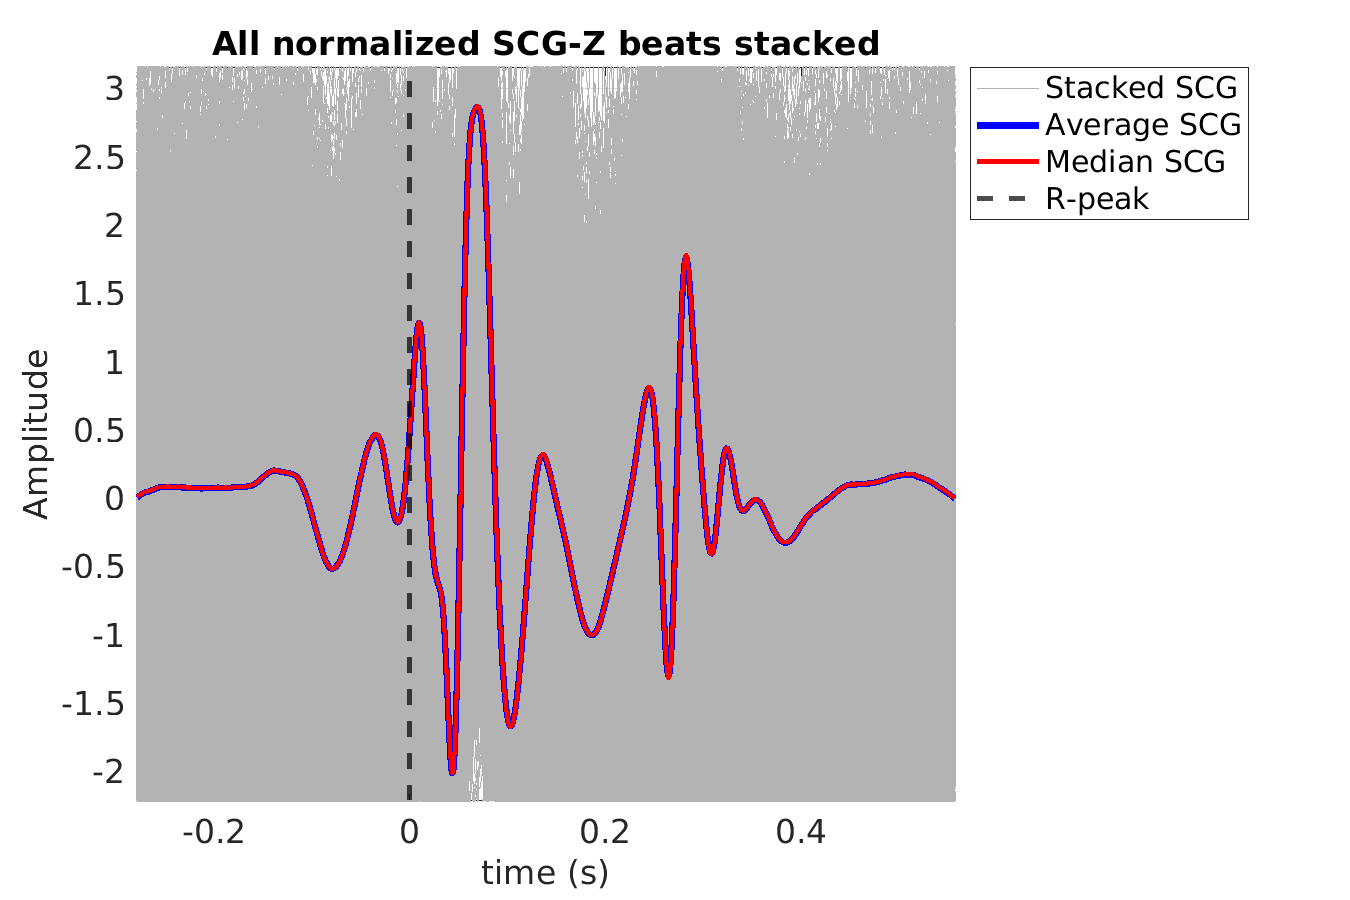 All normalized SCG-Z beats stacked
3
2.5
2
1.5
1
0.5
0
-0.5
-1
-1.5
-2
Amplitude
-0.2
0
0.2
0.4
time (s)
Stacked SCG
Average SCG
Median SCG
R-peak